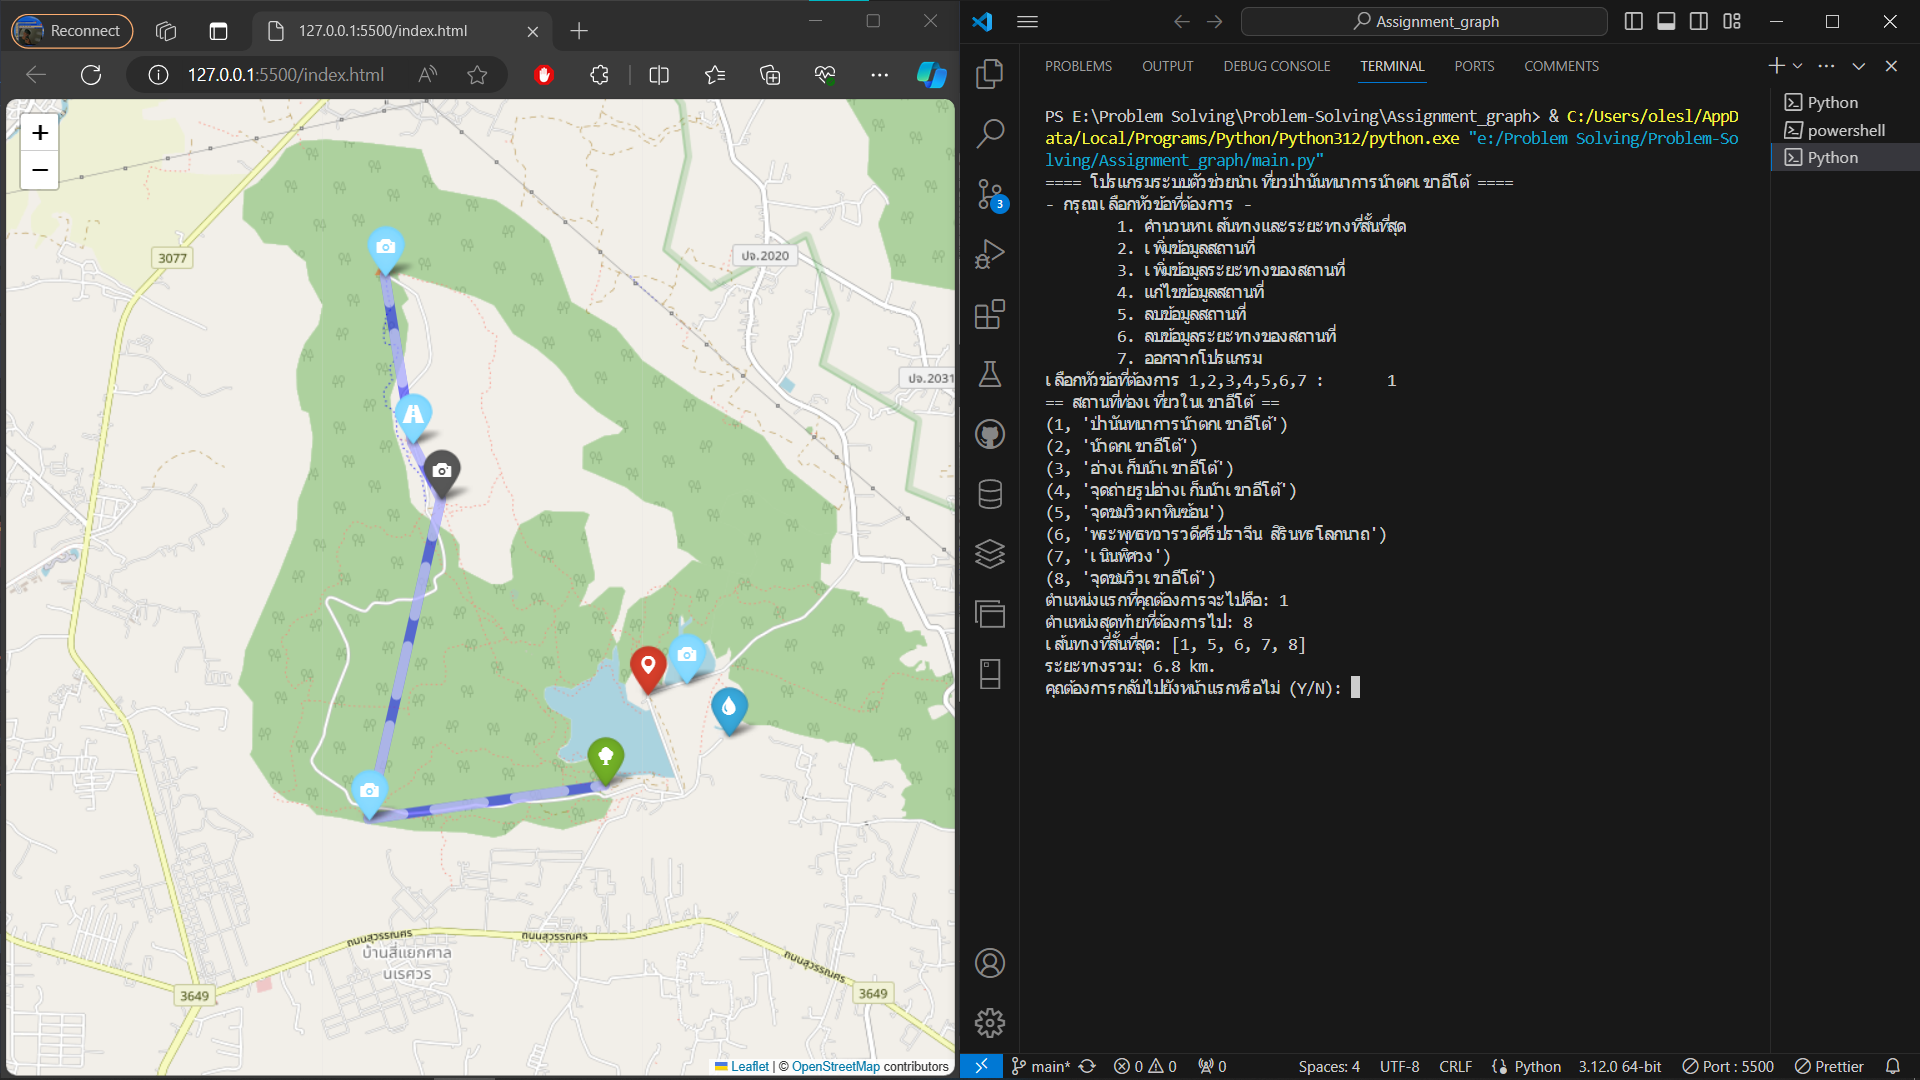 Reconnect
127.0.0.1:5500/index.html
127.0.0.1:5500/index.html
+
−
3077
ปจ.2020
ปจ.2031
ถนนสุวรรณศร
ถนนสุวรรณศร
ถนนสุวรรณศร
บ้านสี่แยกศาล
นเรศวร
3649
3649
Leaflet | © OpenStreetMap contributors
Assignment_graph
PROBLEMS OUTPUT DEBUG CONSOLE TERMINAL PORTS COMMENTS
Python
powershell
Python
3
PS E:\Problem Solving\Problem-Solving\Assignment_graph> & C:/Users/olesl/AppD
ata/Local/Programs/Python/Python312/python.exe "e:/Problem Solving/Problem-So
lving/Assignment_graph/main.py"
==== โปรแกรมระบบตัวช่วยนำเที่ยวป่านันทนาการน้ำตกเขาอีโต้ ====
- กรุณาเลือกหัวข้อที่ต้องการ -
1. คำนวนหาเส้นทางและระยะทางที่สั้นที่สุด
2. เพิ่มข้อมูลสถานที่
3. เพิ่มข้อมูลระยะทางของสถานที่
4. แก้ไขข้อมูลสถานที่
5. ลบข้อมูลสถานที่
6. ลบข้อมูลระยะทางของสถานที่
7. ออกจากโปรแกรม
เลือกหัวข้อที่ต้องการ 1,2,3,4,5,6,7 : 1
== สถานที่ท่องเที่ยวในเขาอีโต้ ==
(1, 'ป่านันทนาการน้ำตกเขาอีโต้')
(2, 'น้ำตกเขาอีโต้')
(3, 'อ่างเก็บน้ำเขาอีโต้')
(4, 'จุดถ่ายรูปอ่างเก็บน้ำเขาอีโต้')
(5, 'จุดชมวิวผาหินซ้อน')
(6, 'พระพุทธทวารวดีศรีปราจีน สิรินทรโลกนาถ')
(7, 'เนินพิศวง')
(8, 'จุดชมวิวเขาอีโต้')
ตำแหน่งแรกที่คุณต้องการจะไปคือ: 1
ตำแหน่งสุดท้ายที่ต้องการไป: 8
เส้นทางที่สั้นที่สุด: [1, 5, 6, 7, 8]
ระยะทางรวม: 6.8 km.
คุณต้องการกลับไปยังหน้าแรกหรือไม่ (Y/N):
main* 0 0 0 Spaces: 4 UTF-8 CRLF Python 3.12.0 64-bit Port : 5500 Prettier